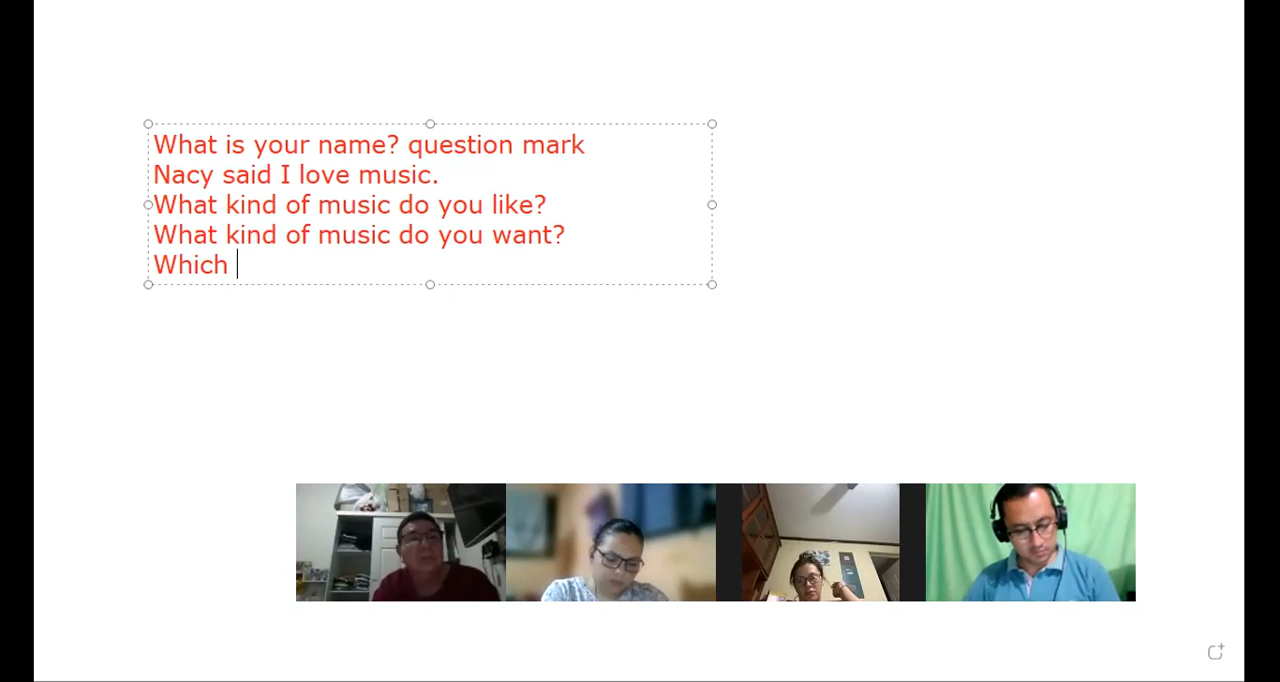 What is your name? question mark
Nacy said I love music.
What kind of music do you like?
What kind of music do you want?
Which